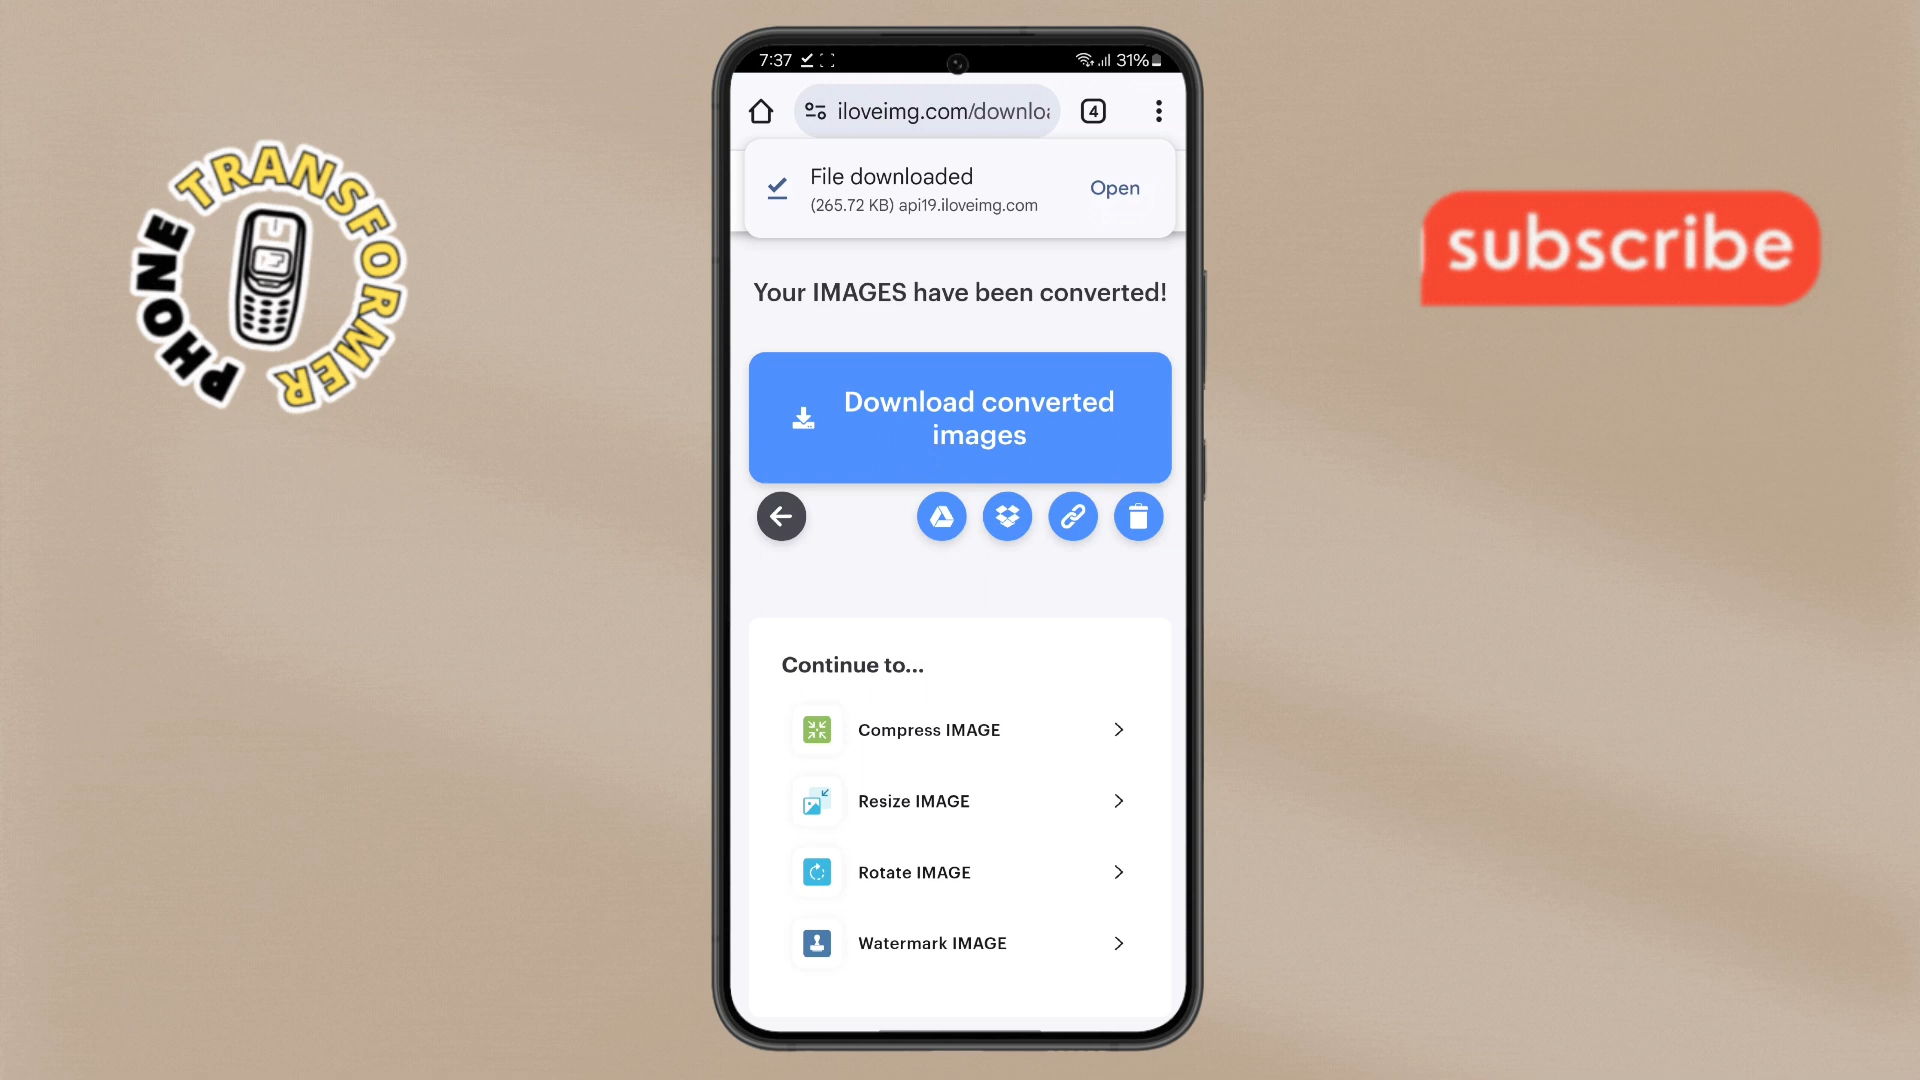 PHONE TRANSFORMER
subscribe
7:37
31%
iloveimg.com/downloa
4
File downloaded
(265.72 KB) api19.iloveimg.com
Open
Your IMAGES have been converted!
Download converted
images
Continue to...
Compress IMAGE
Resize IMAGE
Rotate IMAGE
Watermark IMAGE